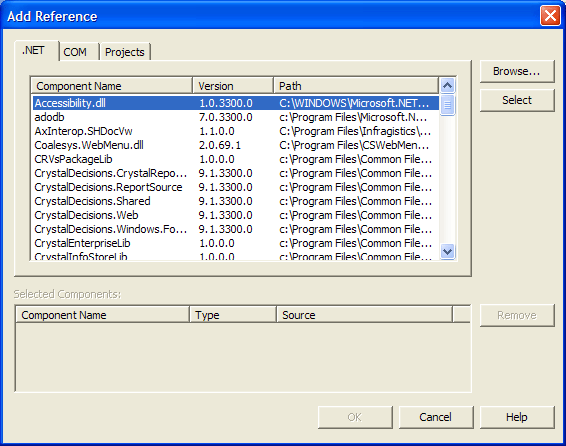 Add Reference
.NET COM Projects
Component Name Version Path
Accessibility.dll 1.0.3300.0 C:\WINDOWS\Microsoft.NET...
adodb 7.0.3300.0 c:\Program Files\Microsoft.N...
AxInterop.SHDocVw 1.1.0.0 c:\Program Files\Infragistics\...
Coalesys.WebMenu.dll 2.0.69.1 c:\Program Files\CSWebMen...
CRVsPackageLib 1.0.0.0 c:\Program Files\Common File...
CrystalDecisions.CrystalRepo... 9.1.3300.0 c:\Program Files\Common File...
CrystalDecisions.ReportSource 9.1.3300.0 c:\Program Files\Common File...
CrystalDecisions.Shared 9.1.3300.0 c:\Program Files\Common File...
CrystalDecisions.Web 9.1.3300.0 c:\Program Files\Common File...
CrystalDecisions.Windows.Fo... 9.1.3300.0 c:\Program Files\Common File...
CrystalEnterpriseLib 1.0.0.0 c:\Program Files\Common File...
CrystalInfoStoreLib 1.0.0.0 c:\Program Files\Common File...
Browse...
Select
Selected Components:
Component Name Type Source
Remove
OK Cancel Help